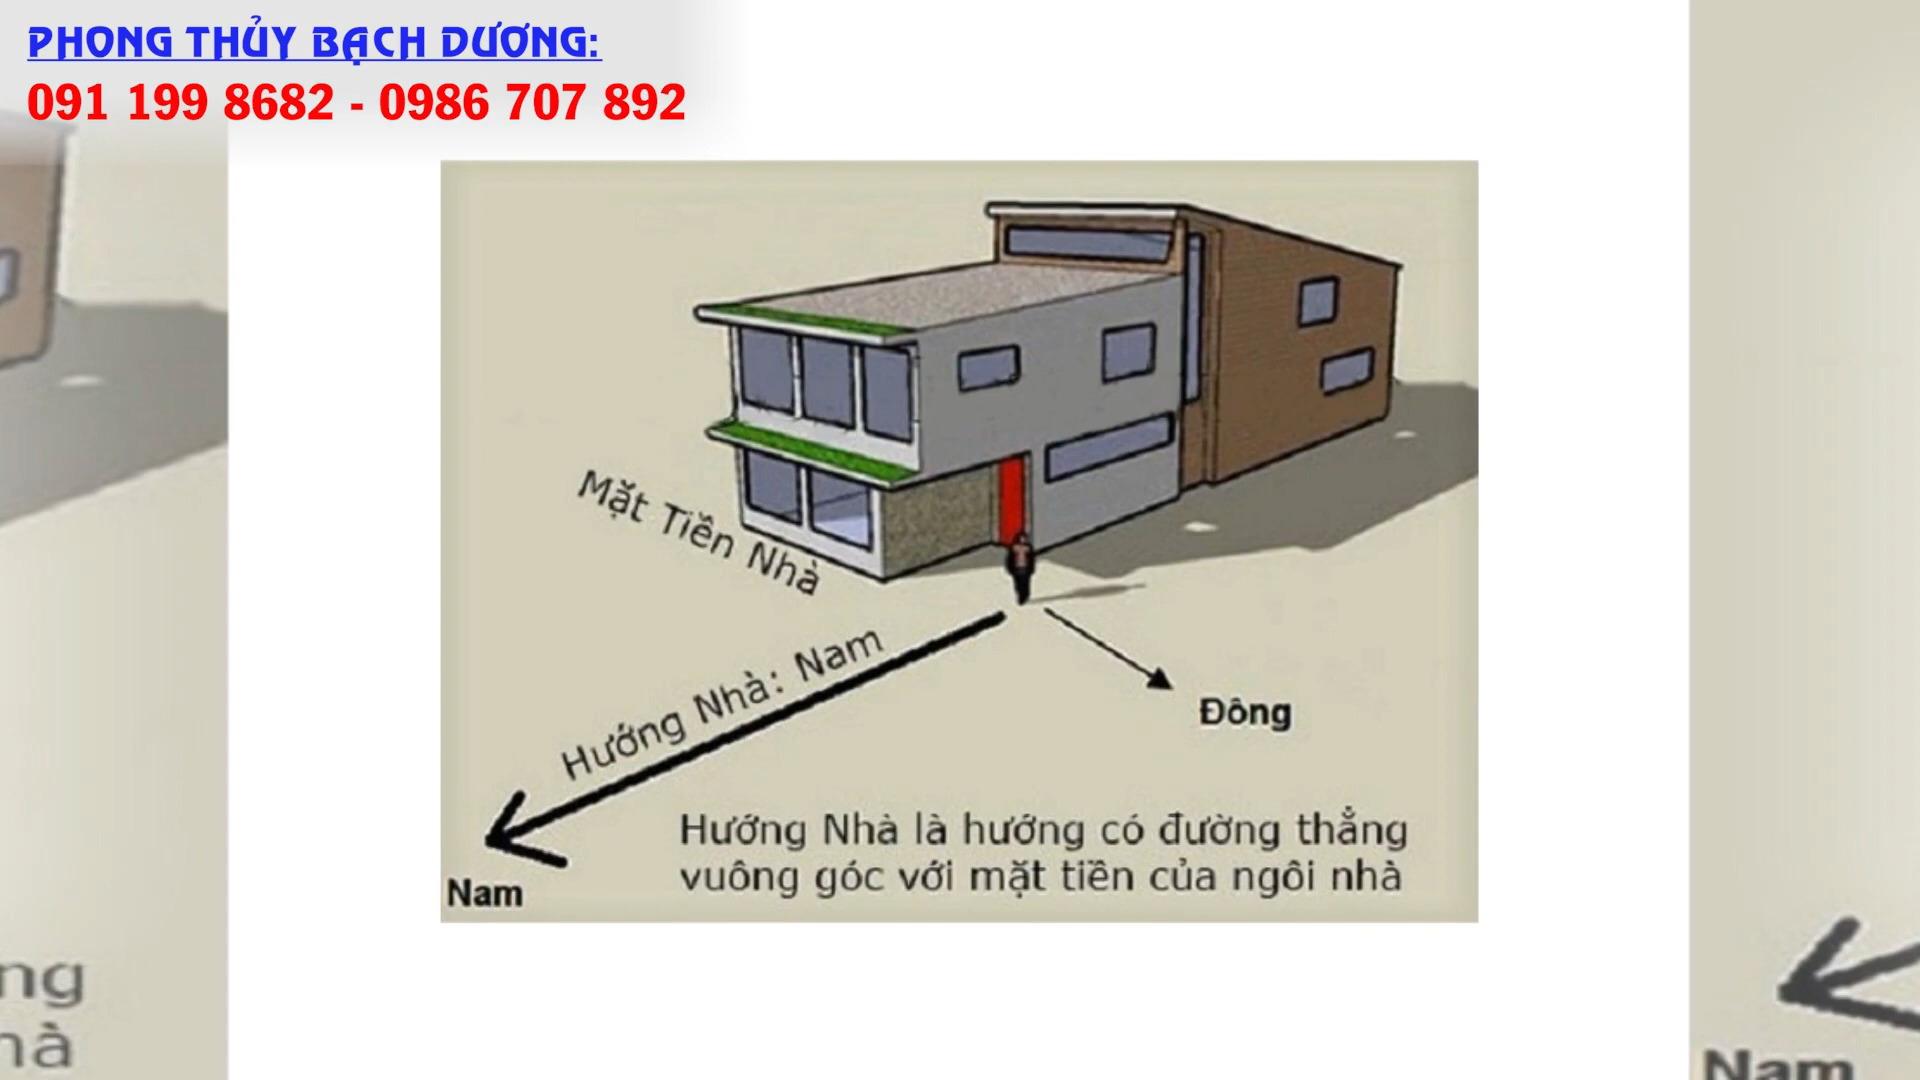 PHONG THỦY BẠCH DƯƠNG:
091 199 8682 - 0986 707 892
Mặt Tiền Nhà
Hướng Nhà: Nam
Đông
Hướng Nhà là hướng có đường thẳng
vuông góc với mặt tiền của ngôi nhà
Nam
ng
Nam